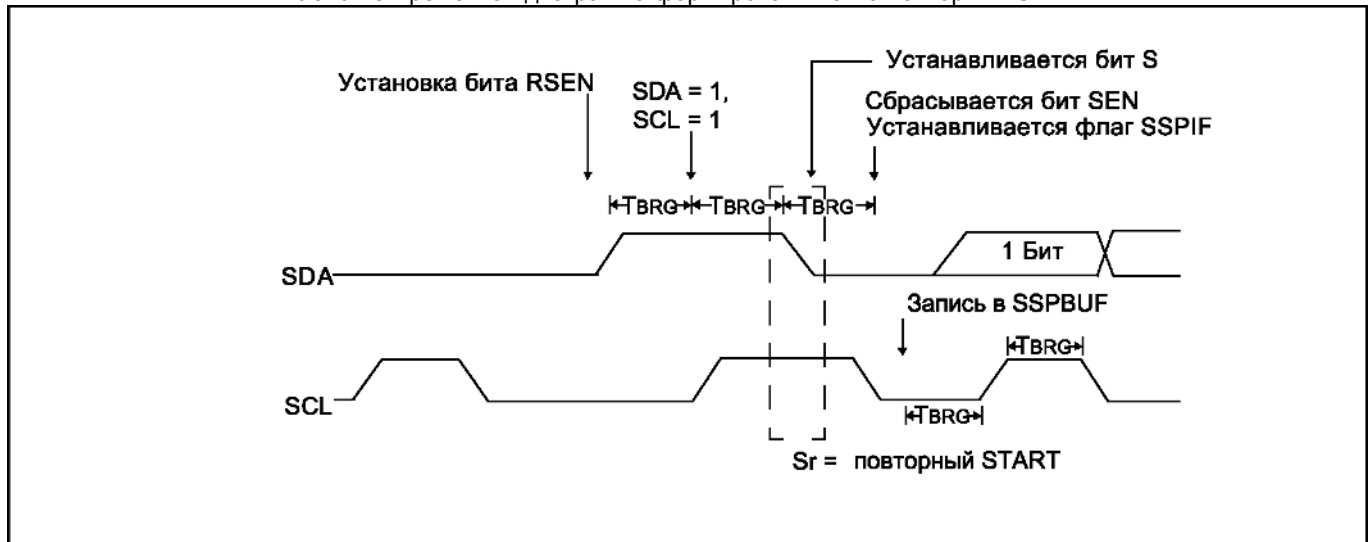 Установка бита RSEN
SDA = 1,
SCL = 1
Устанавливается бит S
Сбрасывается бит SEN
Устанавливается флаг SSPIF
TBRG
TBRG
TBRG
SDA
1 Бит
Запись в SSPBUF
TBRG
SCL
TBRG
Sr = повторный START